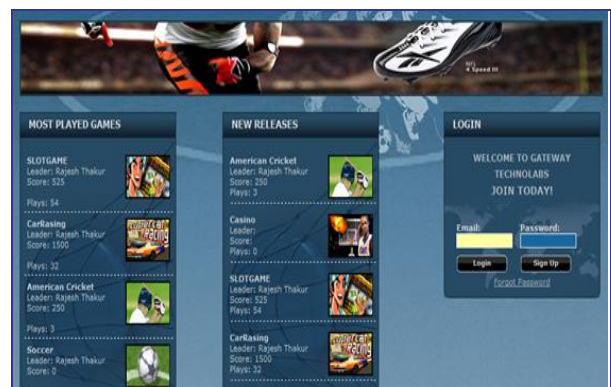 NFL
4 Speed III
MOST PLAYED GAMES
SLOTGAME
Leader: Rajesh Thakur
Score: 525
Plays: 54
CarRasing
Leader: Rajesh Thakur
Score: 1500
Plays: 32
American Cricket
Leader: Rajesh Thakur
Score: 250
Plays: 3
Soccer
Leader: Rajesh Thakur
Score: 0
NEW RELEASES
American Cricket
Leader: Rajesh Thakur
Score: 250
Plays: 3
Casino
Leader:
Score:
Plays: 0
SLOTGAME
Leader: Rajesh Thakur
Score: 525
Plays: 54
CarRasing
Leader: Rajesh Thakur
Score: 1500
Plays: 32
LOGIN
WELCOME TO GATEWAY
TECHNOLABS
JOIN TODAY!
Email:
Password:
Login
Sign Up
Forgot Password